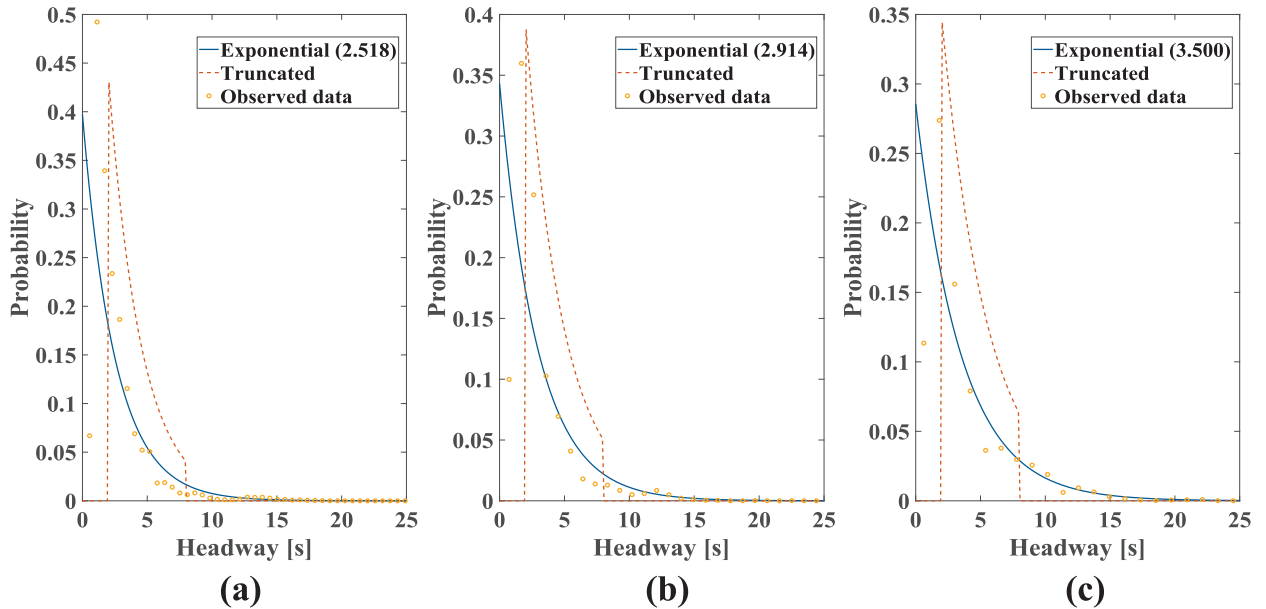 0.5
0.45
0.4
0.35
0.3
0.25
0.2
0.15
0.1
0.05
0
Probability
Exponential (2.518)
Truncated
Observed data
0 5 10 15 20 25
Headway [s]
(a)
0.4
0.35
0.3
0.25
0.2
0.15
0.1
0.05
0
Probability
Exponential (2.914)
Truncated
Observed data
0 5 10 15 20 25
Headway [s]
(b)
0.35
0.3
0.25
0.2
0.15
0.1
0.05
0
Probability
Exponential (3.500)
Truncated
Observed data
0 5 10 15 20 25
Headway [s]
(c)